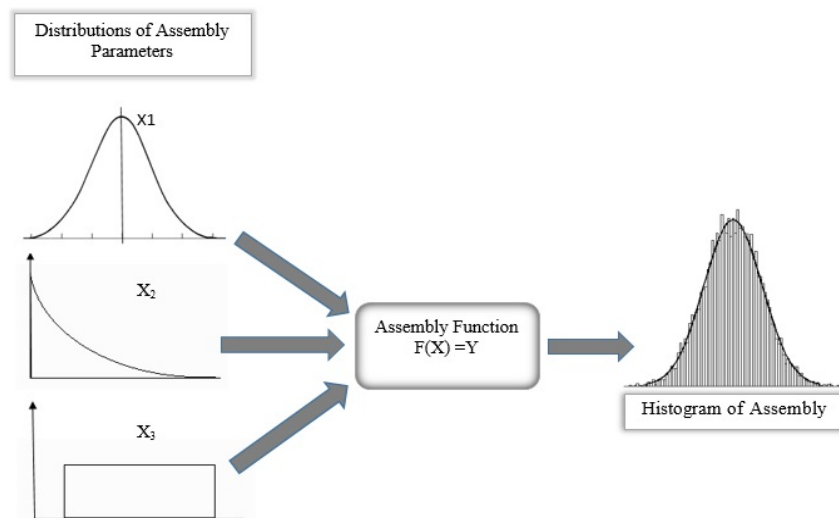 Distributions of Assembly
Parameters
X1
X₂
X₃
Assembly Function
F(X) =Y
Histogram of Assembly